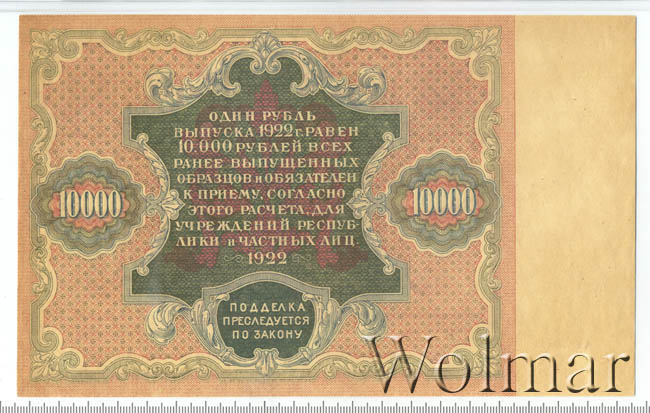 ОДИН РУБЛЬ
ВЫПУСКА 1922 г. РАВЕН
10.000 РУБЛЕЙ ВСЕХ
РАНЕЕ ВЫПУЩЕННЫХ
ОБРАЗЦОВ И ОБЯЗАТЕЛЕН
К ПРИЕМУ, СОГЛАСНО
ЭТОГО РАСЧЕТА, ДЛЯ
УЧРЕЖДЕНИЙ РЕСПУБ-
ЛИКИ И ЧАСТНЫХ ЛИЦ
1922
10000
10000
ПОДДЕЛКА
ПРЕСЛЕДУЕТСЯ
ПО ЗАКОНУ
Wolmar